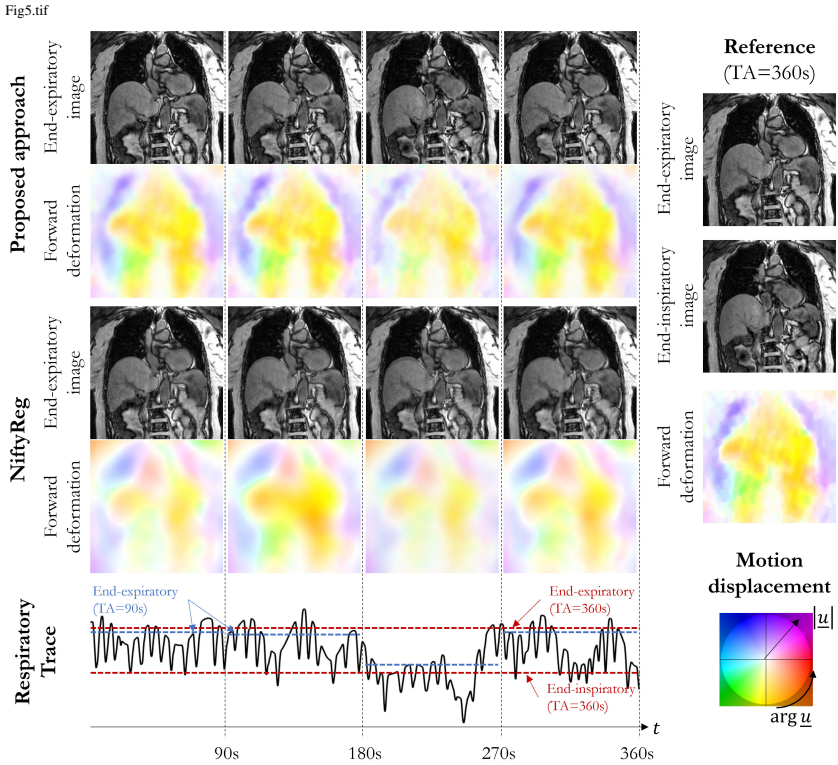 Fig5.tif
Proposed approach
End-expiratory
image
Forward
deformation
NiftyReg
End-expiratory
image
Forward
deformation
Reference
(TA=360s)
End-expiratory
image
End-inspiratory
image
Forward
deformation
Motion
displacement
|u|
arg u
Respiratory
Trace
End-expiratory
(TA=90s)
End-expiratory
(TA=360s)
End-inspiratory
(TA=360s)
t
90s
180s
270s
360s